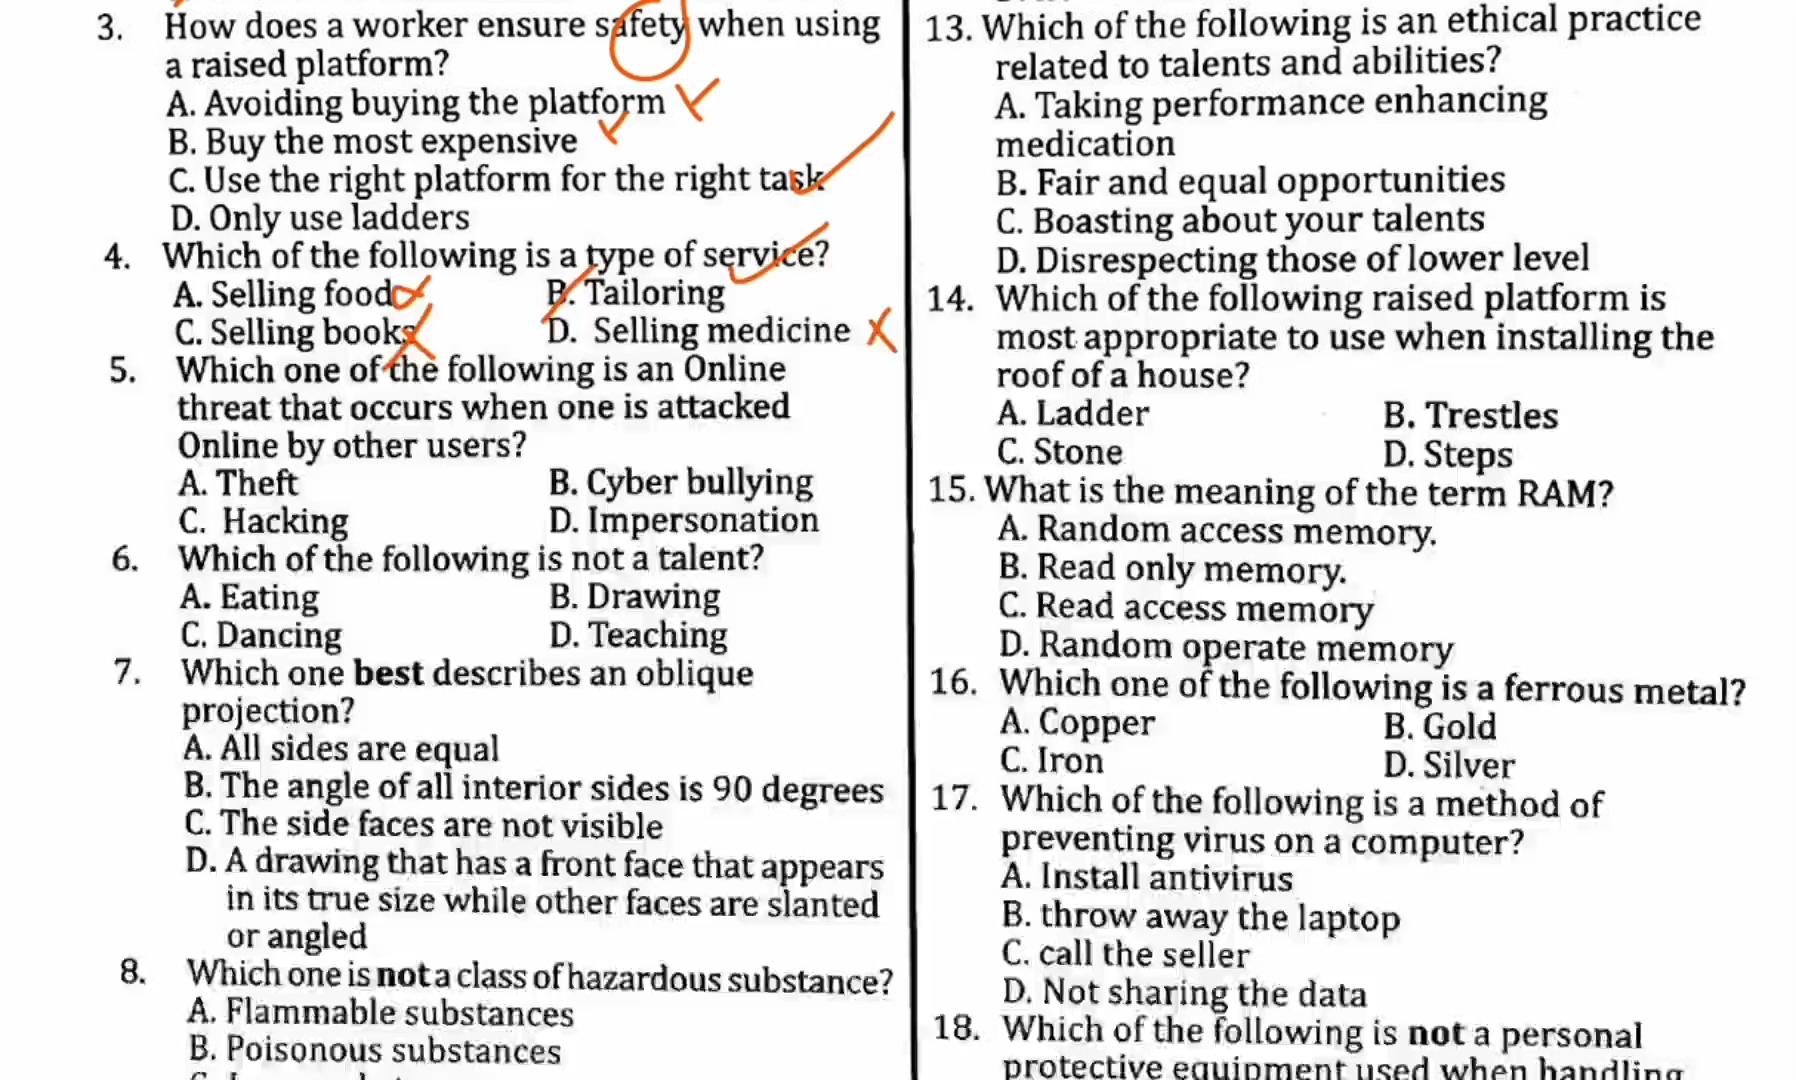 3. How does a worker ensure safety when using
a raised platform?
A. Avoiding buying the platform
B. Buy the most expensive
C. Use the right platform for the right task
D. Only use ladders
4. Which of the following is a type of service?
A. Selling food B. Tailoring
C. Selling books D. Selling medicine
5. Which one of the following is an Online
threat that occurs when one is attacked
Online by other users?
A. Theft B. Cyber bullying
C. Hacking D. Impersonation
6. Which of the following is not a talent?
A. Eating B. Drawing
C. Dancing D. Teaching
7. Which one best describes an oblique
projection?
A. All sides are equal
B. The angle of all interior sides is 90 degrees
C. The side faces are not visible
D. A drawing that has a front face that appears
in its true size while other faces are slanted
or angled
8. Which one is not a class of hazardous substance?
A. Flammable substances
B. Poisonous substances
13. Which of the following is an ethical practice
related to talents and abilities?
A. Taking performance enhancing
medication
B. Fair and equal opportunities
C. Boasting about your talents
D. Disrespecting those of lower level
14. Which of the following raised platform is
most appropriate to use when installing the
roof of a house?
A. Ladder B. Trestles
C. Stone D. Steps
15. What is the meaning of the term RAM?
A. Random access memory.
B. Read only memory.
C. Read access memory
D. Random operate memory
16. Which one of the following is a ferrous metal?
A. Copper B. Gold
C. Iron D. Silver
17. Which of the following is a method of
preventing virus on a computer?
A. Install antivirus
B. throw away the laptop
C. call the seller
D. Not sharing the data
18. Which of the following is not a personal
protective equipment used when handling